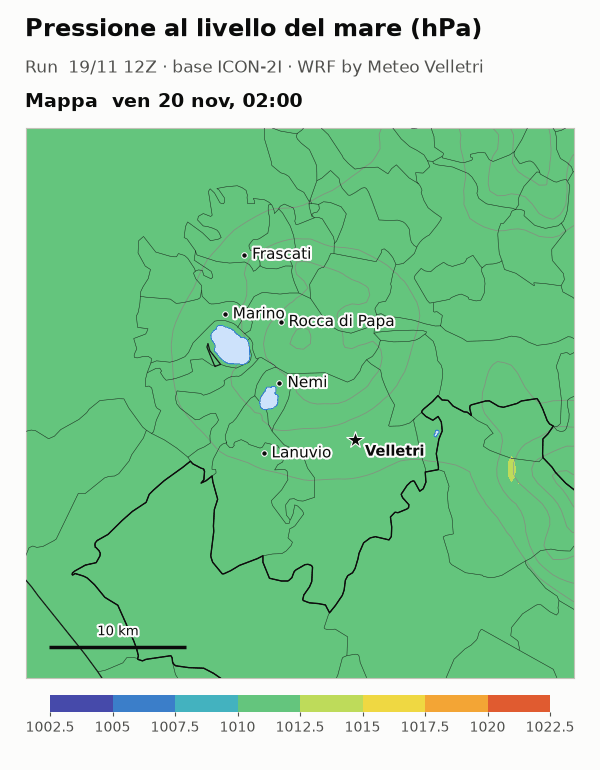 Pressione al livello del mare (hPa)
Run  19/11 12Z · base ICON-2I · WRF by Meteo Velletri
Mappa  ven 20 nov, 02:00
Frascati
Marino
Rocca di Papa
Nemi
Velletri
Lanuvio
10 km
1002.5 1005 1007.5 1010 1012.5 1015 1017.5 1020 1022.5